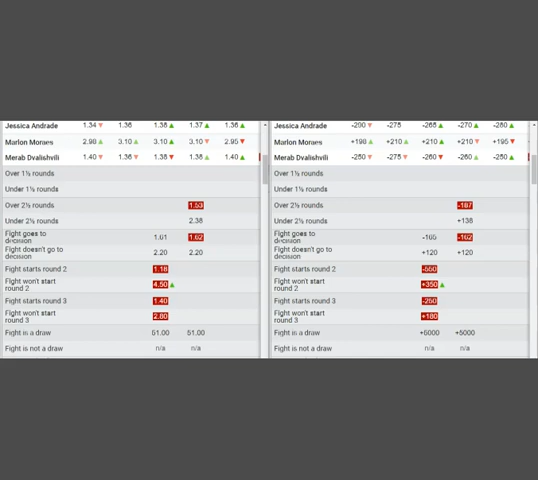 Jessica Andrade 1.34▼ 1.36 1.38▲ 1.37▲ 1.36▲
Marlon Moraes 2.98▲ 3.10▲ 3.10▲ 3.10▼ 2.95▼
Merab Dvalishvili 1.40▼ 1.36▼ 1.38▼ 1.38▲ 1.40▲
Over 1½ rounds
Under 1½ rounds
Over 2½ rounds 1.53
Under 2½ rounds 2.38
Fight goes to
decision 1.61 1.62
Fight doesn't go to
decision 2.20 2.20
Fight starts round 2 1.18
Fight won't start
round 2 4.50▲
Fight starts round 3 1.40
Fight won't start
round 3 2.80
Fight is a draw 51.00 51.00
Fight is not a draw n/a n/a
Jessica Andrade -275 -265▲ -270▲ -280▲
Marlon Moraes +198▲ +210▲ +210▲ +210▼ +195▼
Merab Dvalishvili -250▼ -275▼ -260▼ -260▲ -250▲
Over 1½ rounds
Under 1½ rounds
Over 2½ rounds -187
Under 2½ rounds +138
Fight goes to
decision -165 -162
Fight doesn't go to
decision +120 +120
Fight starts round 2 -550
Fight won't start
round 2 +350▲
Fight starts round 3 -250
Fight won't start
round 3 +180
Fight is a draw +5000 +5000
Fight is not a draw n/a n/a